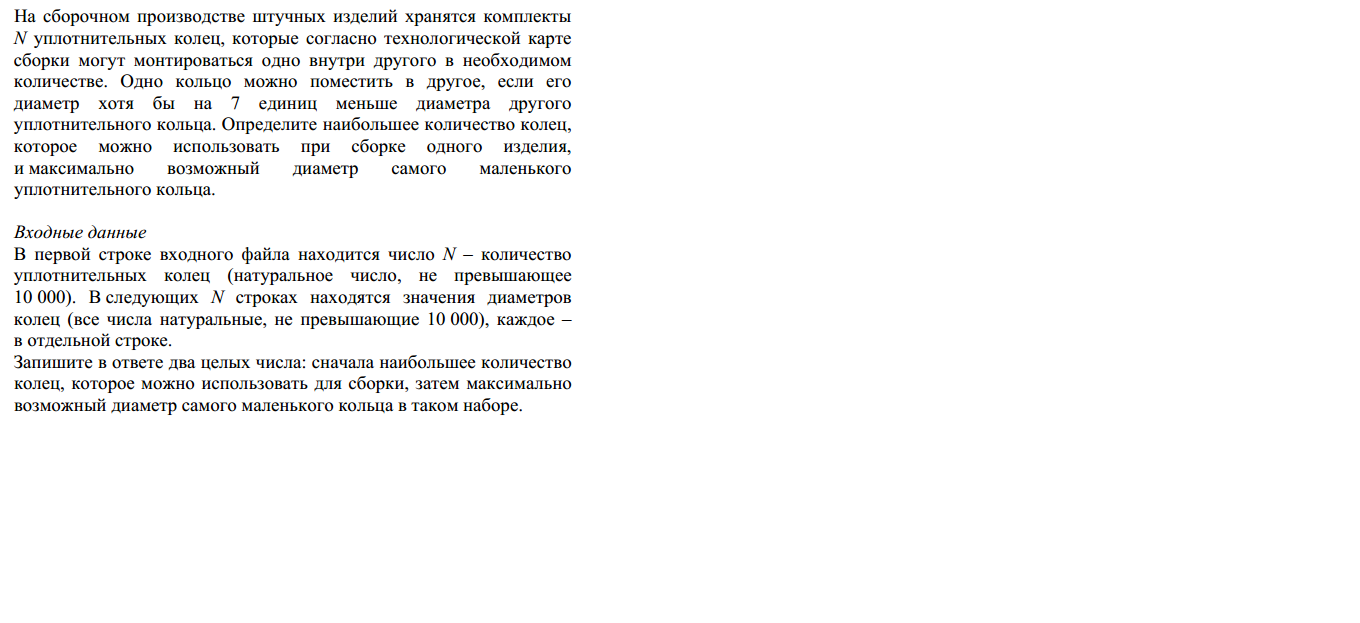 На сборочном производстве штучных изделий хранятся комплекты
N уплотнительных колец, которые согласно технологической карте
сборки могут монтироваться одно внутри другого в необходимом
количестве. Одно кольцо можно поместить в другое, если его
диаметр хотя бы на 7 единиц меньше диаметра другого
уплотнительного кольца. Определите наибольшее количество колец,
которое можно использовать при сборке одного изделия,
и максимально возможный диаметр самого маленького
уплотнительного кольца.
Входные данные
В первой строке входного файла находится число N – количество
уплотнительных колец (натуральное число, не превышающее
10 000). В следующих N строках находятся значения диаметров
колец (все числа натуральные, не превышающие 10 000), каждое –
в отдельной строке.
Запишите в ответе два целых числа: сначала наибольшее количество
колец, которое можно использовать для сборки, затем максимально
возможный диаметр самого маленького кольца в таком наборе.